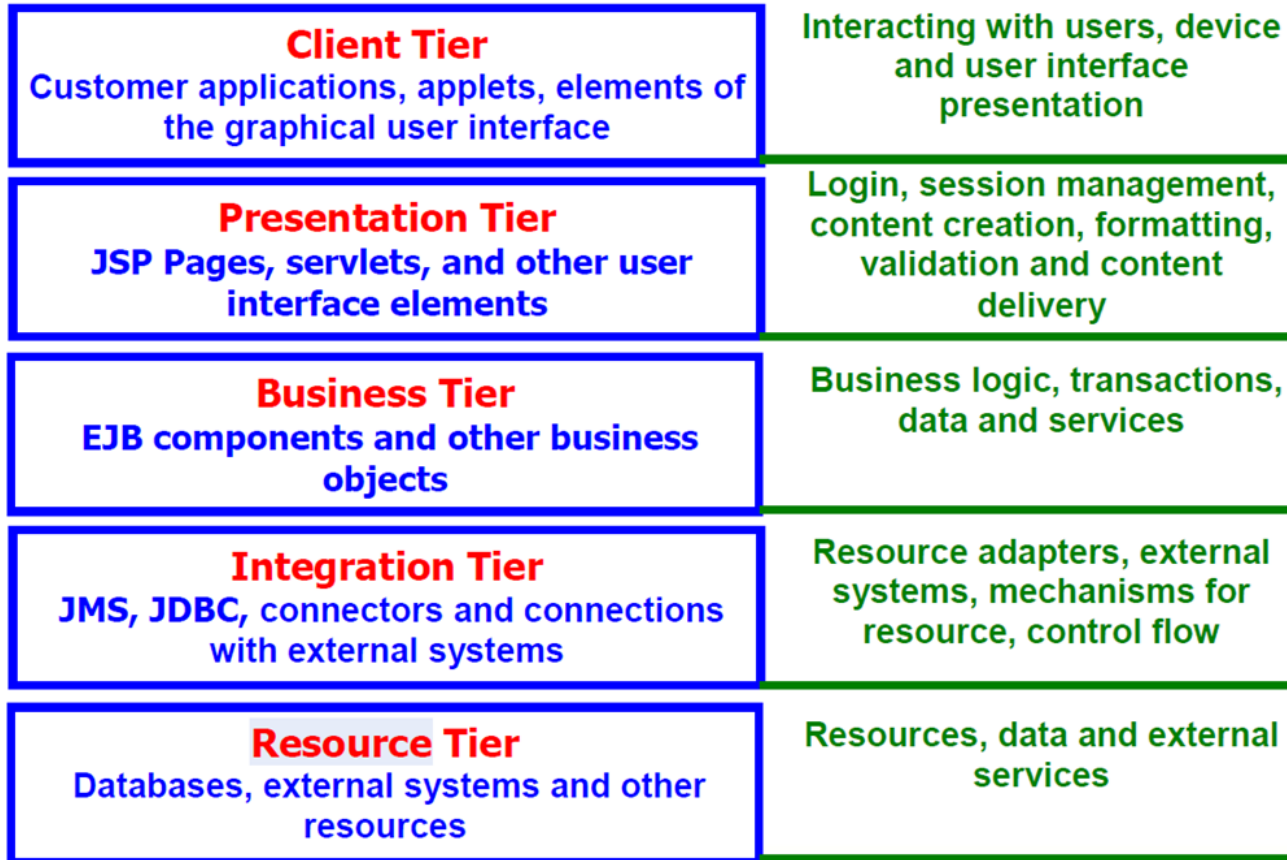 Client Tier
Customer applications, applets, elements of
the graphical user interface
Interacting with users, device
and user interface
presentation
Presentation Tier
JSP Pages, servlets, and other user
interface elements
Login, session management,
content creation, formatting,
validation and content
delivery
Business Tier
EJB components and other business
objects
Business logic, transactions,
data and services
Integration Tier
JMS, JDBC, connectors and connections
with external systems
Resource adapters, external
systems, mechanisms for
resource, control flow
Resource Tier
Databases, external systems and other
resources
Resources, data and external
services